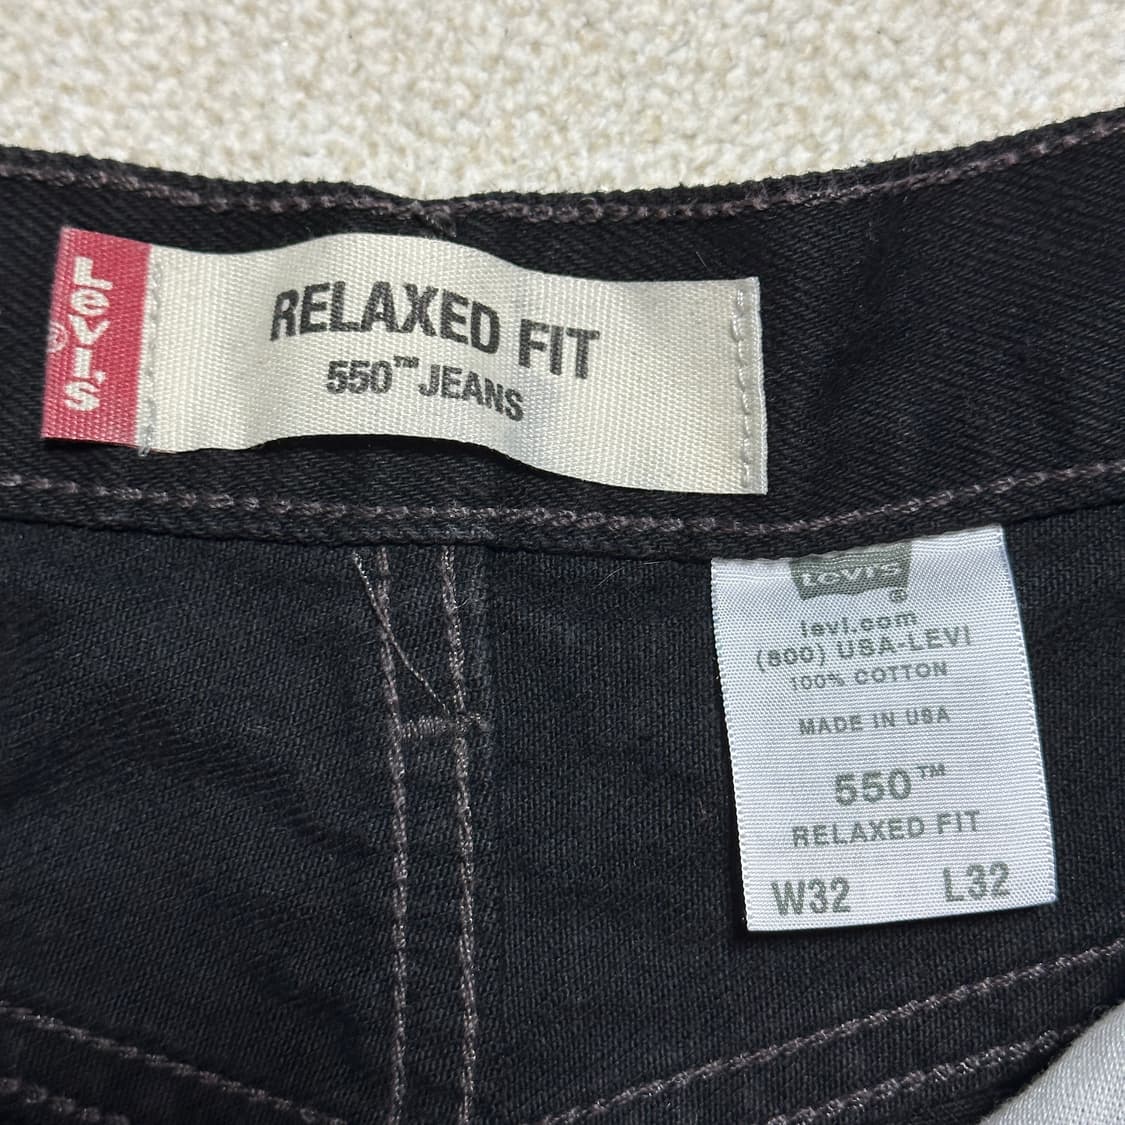 LEVI'S
®
RELAXED FIT
550™ JEANS
Levi's
®
levi.com
(800) USA-LEVI
100% COTTON
MADE IN USA
550™
RELAXED FIT
W32 L32